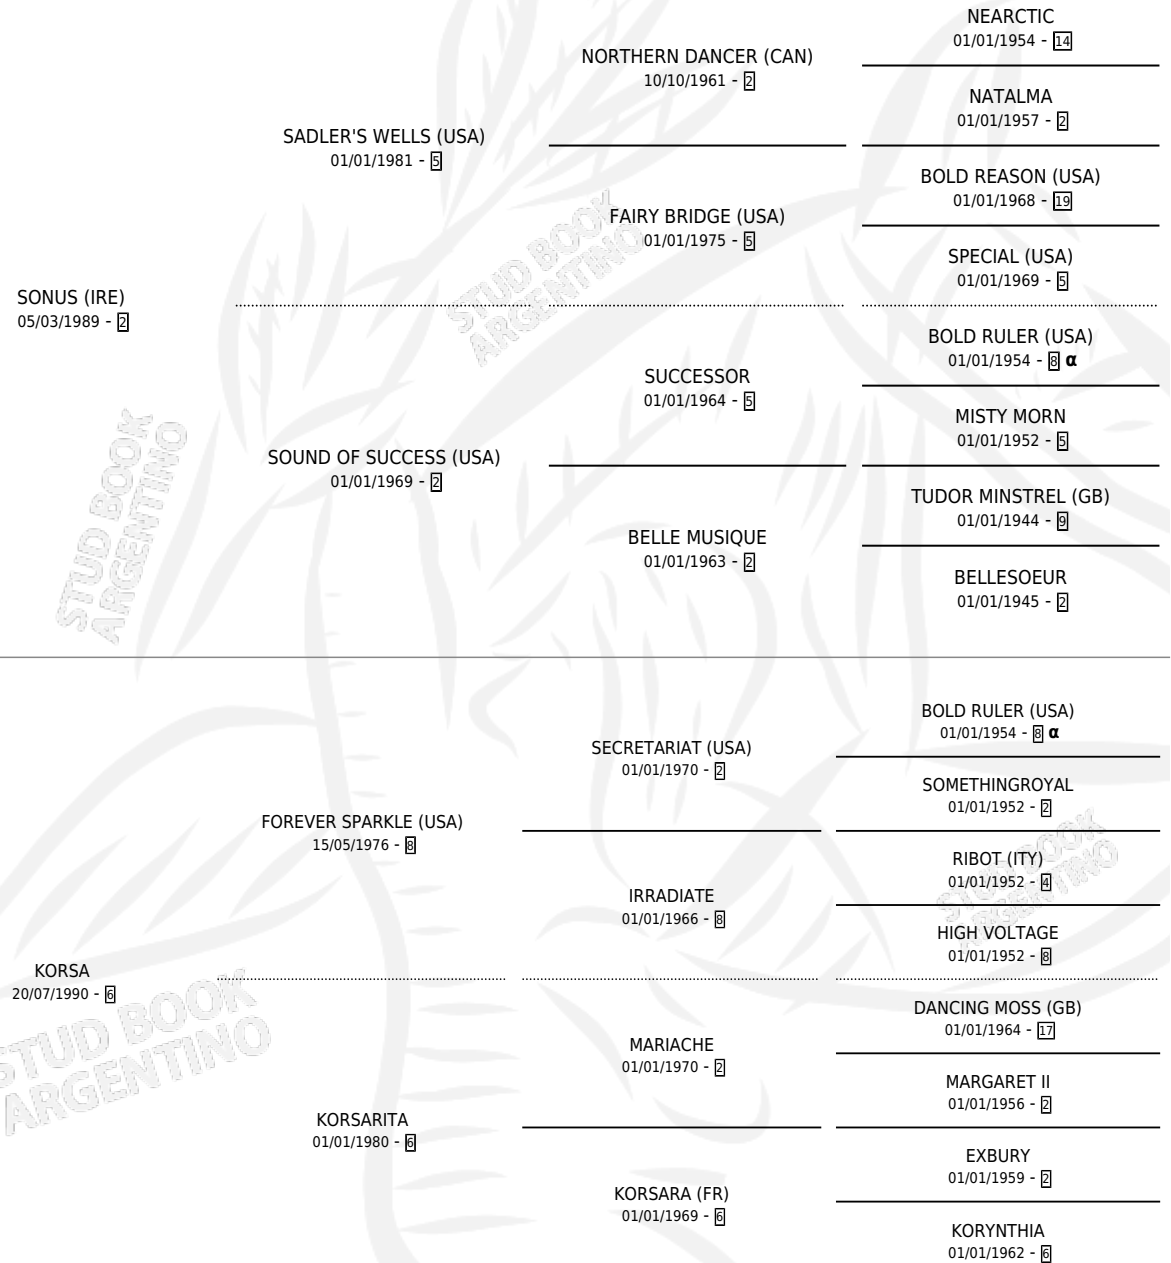 NEARCTIC
01/01/1954 - 14
NORTHERN DANCER (CAN)
10/10/1961 - 2
NATALMA
01/01/1957 - 2
SADLER'S WELLS (USA)
01/01/1981 - 5
BOLD REASON (USA)
01/01/1968 - 19
FAIRY BRIDGE (USA)
01/01/1975 - 5
SPECIAL (USA)
01/01/1969 - 5
SONUS (IRE)
05/03/1989 - 2
BOLD RULER (USA)
01/01/1954 - 8 α
SUCCESSOR
01/01/1964 - 5
MISTY MORN
01/01/1952 - 5
SOUND OF SUCCESS (USA)
01/01/1969 - 2
TUDOR MINSTREL (GB)
01/01/1944 - 9
BELLE MUSIQUE
01/01/1963 - 2
BELLESOEUR
01/01/1945 - 2
STUD BOOK
ARGENTINO
STUD BOOK
ARGENTINO
BOLD RULER (USA)
01/01/1954 - 8 α
SECRETARIAT (USA)
01/01/1970 - 2
SOMETHINGROYAL
01/01/1952 - 2
FOREVER SPARKLE (USA)
15/05/1976 - 8
RIBOT (ITY)
01/01/1952 - 4
IRRADIATE
01/01/1966 - 8
HIGH VOLTAGE
01/01/1952 - 8
KORSA
20/07/1990 - 6
DANCING MOSS (GB)
01/01/1964 - 17
MARIACHE
01/01/1970 - 2
MARGARET II
01/01/1956 - 2
KORSARITA
01/01/1980 - 6
EXBURY
01/01/1959 - 2
KORSARA (FR)
01/01/1969 - 6
KORYNTHIA
01/01/1962 - 6
STUD BOOK
ARGENTINO
STUD BOOK
ARGENTINO